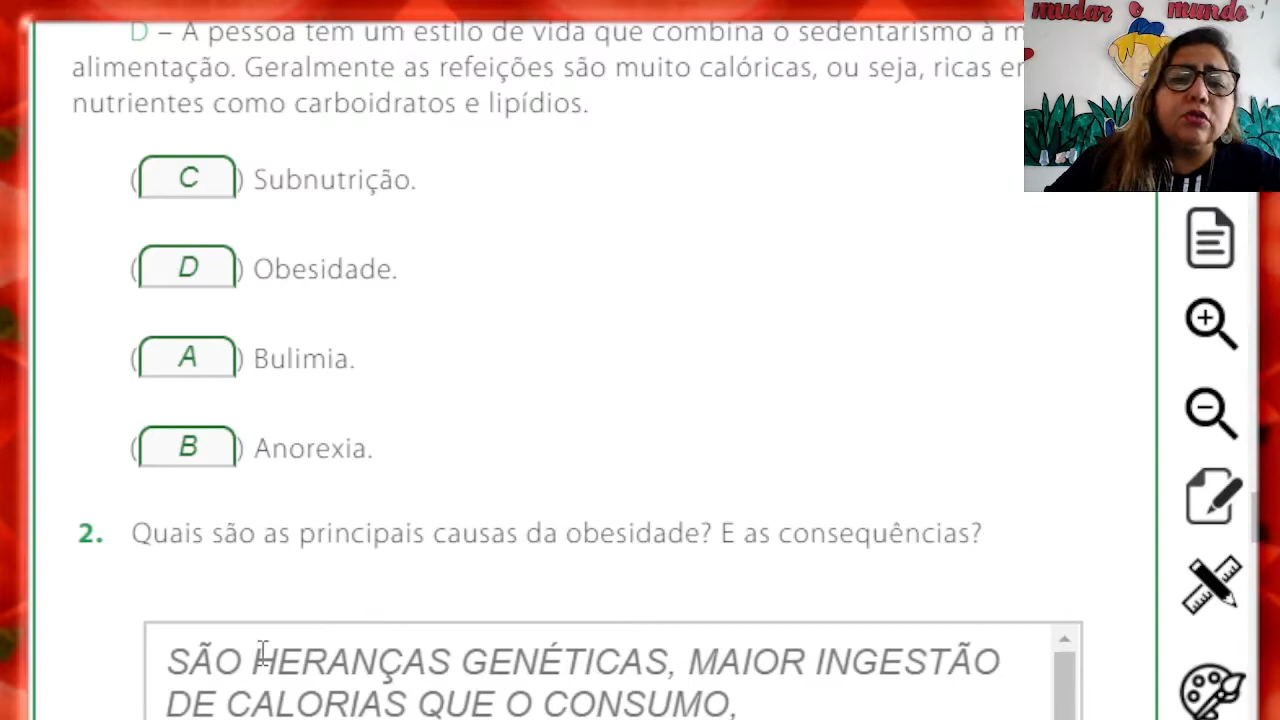 mudar o mundo
D – A pessoa tem um estilo de vida que combina o sedentarismo à m
alimentação. Geralmente as refeições são muito calóricas, ou seja, ricas
nutrientes como carboidratos e lipídios.
( C ) Subnutrição.
( D ) Obesidade.
( A ) Bulimia.
( B ) Anorexia.
2. Quais são as principais causas da obesidade? E as consequências?
SÃO HERANÇAS GENÉTICAS, MAIOR INGESTÃO
DE CALORIAS QUE O CONSUMO,